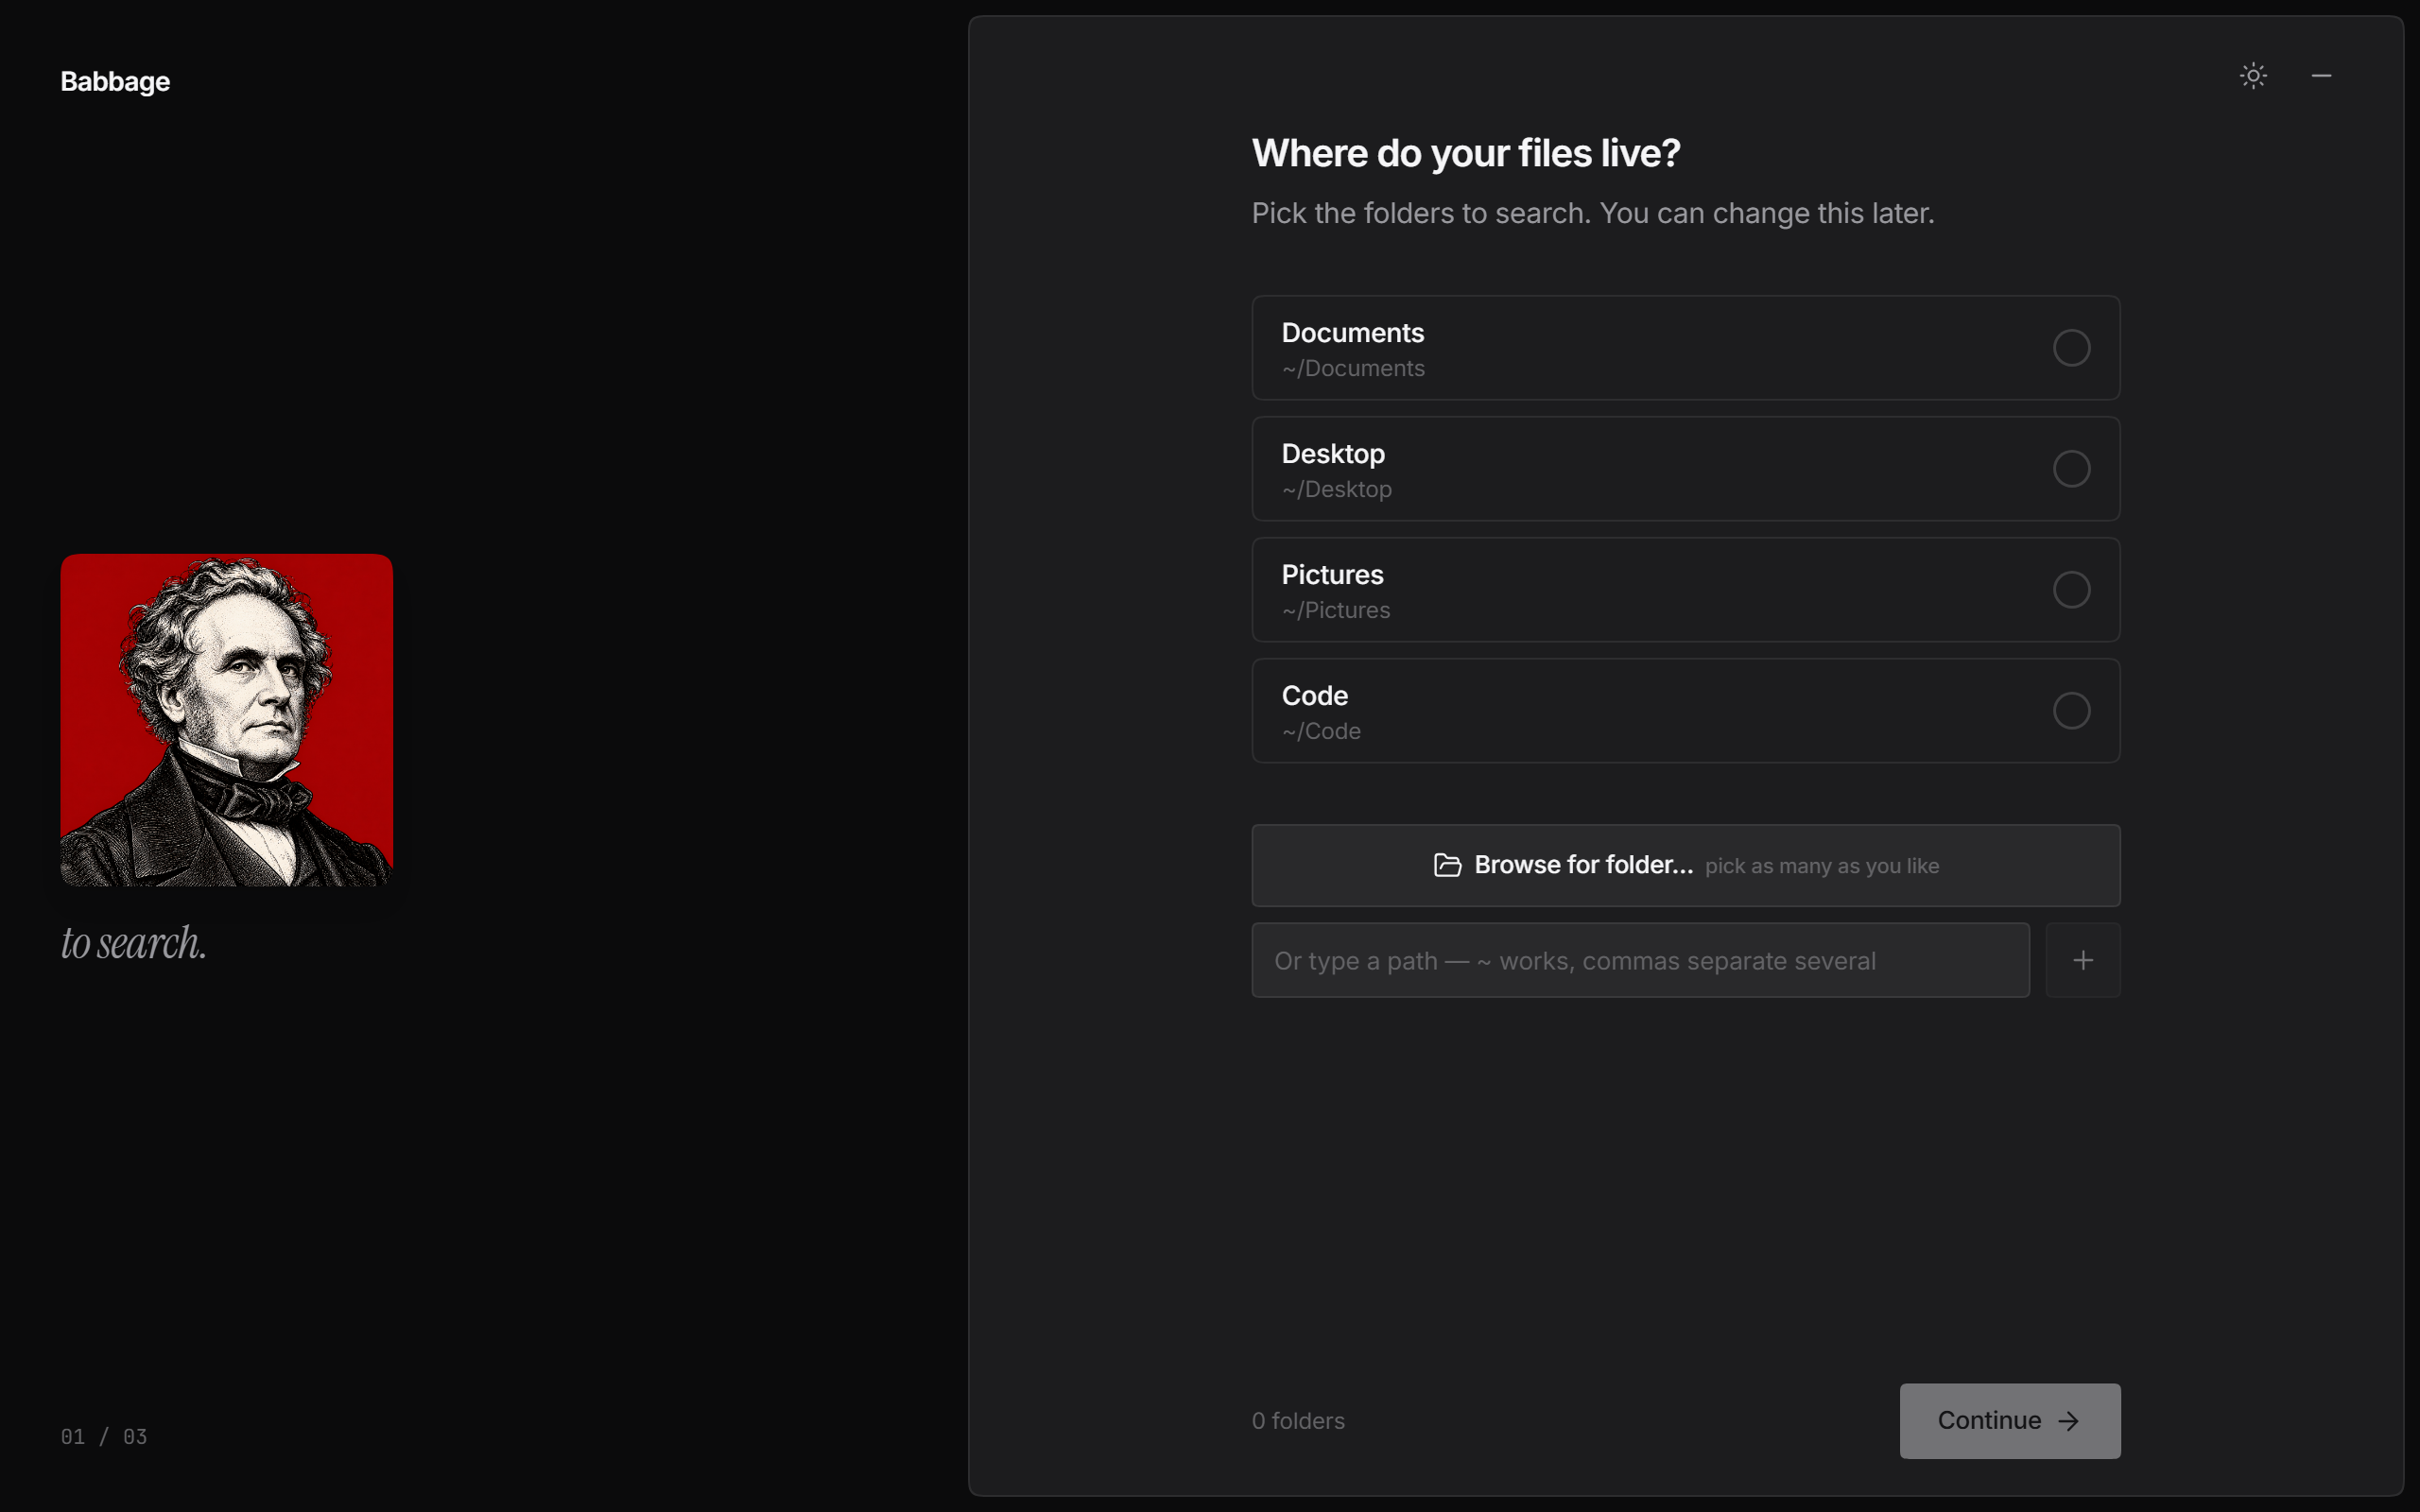 Babbage
to search.
01 / 03
Where do your files live?
Pick the folders to search. You can change this later.
Documents
~/Documents
Desktop
~/Desktop
Pictures
~/Pictures
Code
~/Code
Browse for folder... pick as many as you like
Or type a path — ~ works, commas separate several
0 folders
Continue